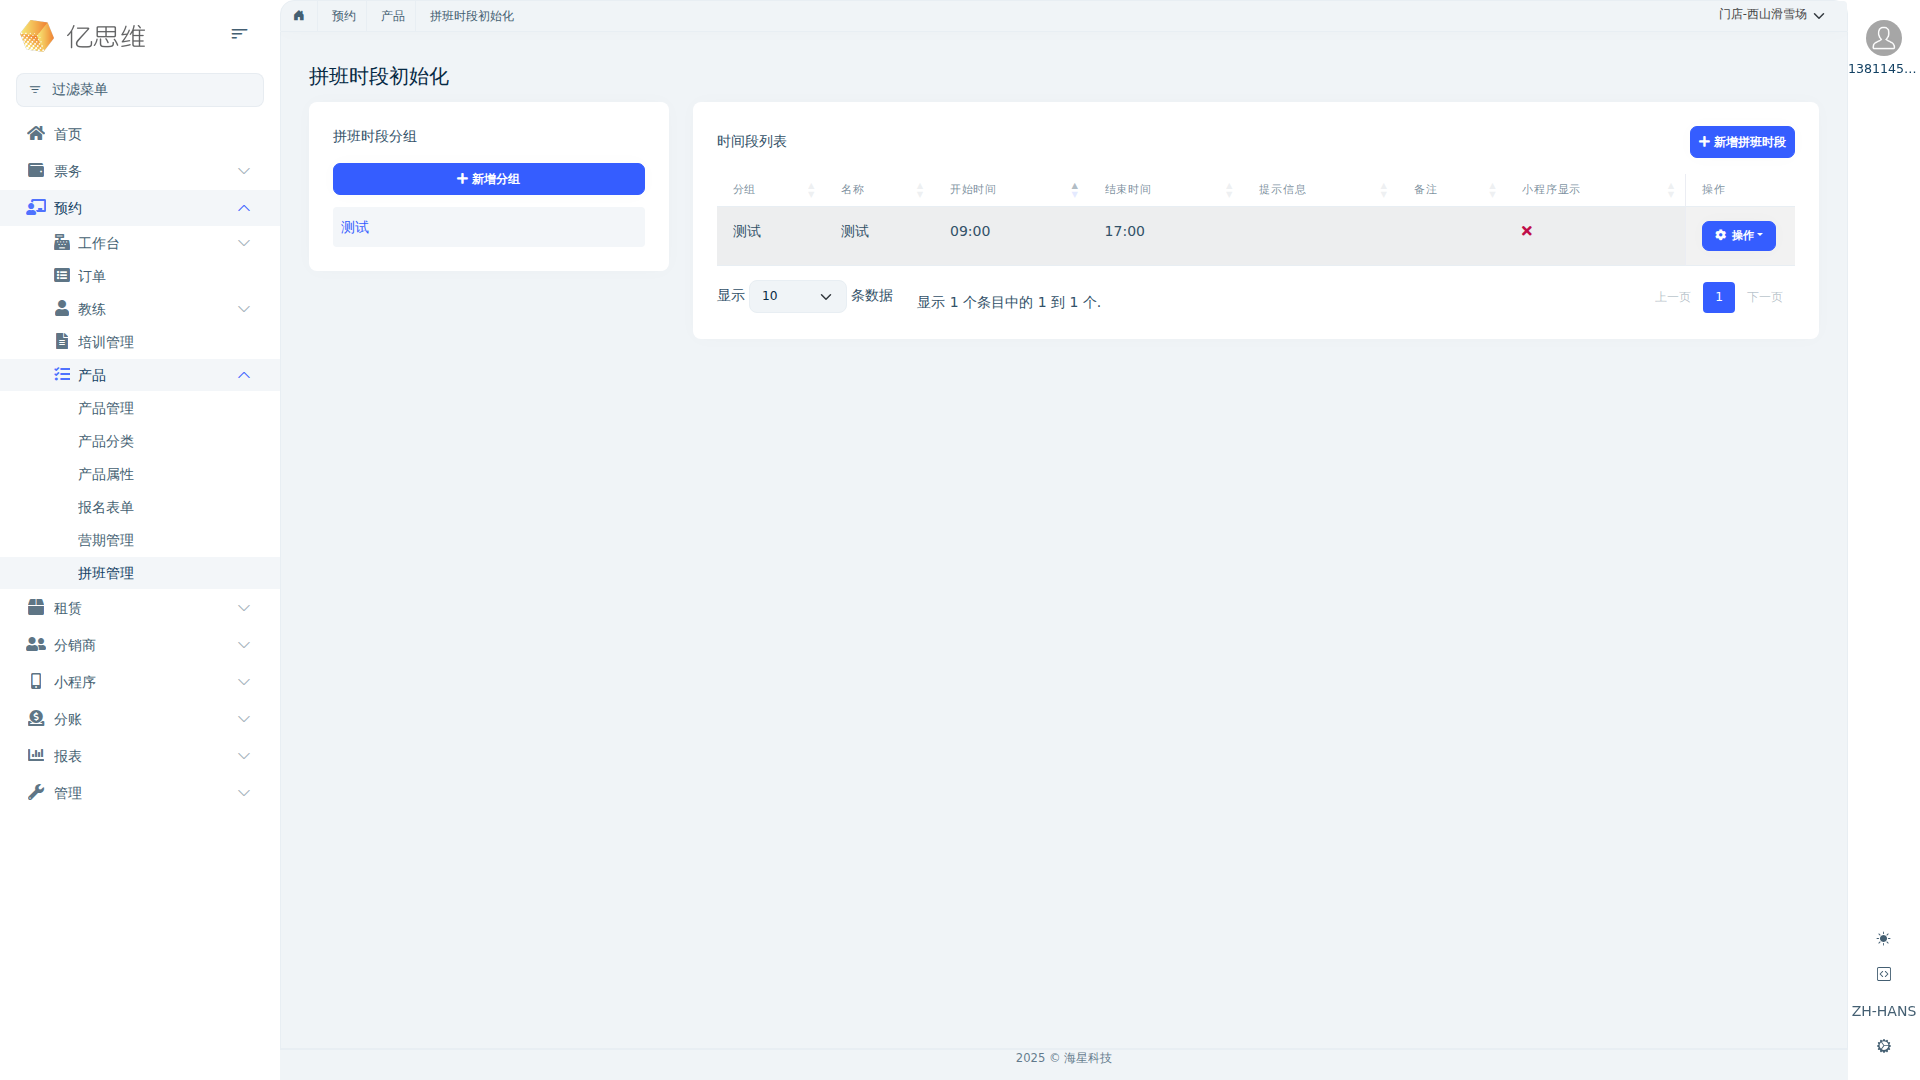 亿思维
过滤菜单
首页
票务
预约
工作台
订单
教练
培训管理
产品
产品管理
产品分类
产品属性
报名表单
营期管理
拼班管理
租赁
分销商
小程序
分账
报表
管理
预约 产品 拼班时段初始化
门店-西山滑雪场
拼班时段初始化
拼班时段分组
新增分组
测试
时间段列表
新增拼班时段
分组 名称 开始时间 结束时间 提示信息 备注 小程序显示 操作
测试 测试 09:00 17:00 操作
显示 10 条数据 显示 1 个条目中的 1 到 1 个.
上一页 1 下一页
2025 © 海星科技
1381145...
ZH-HANS